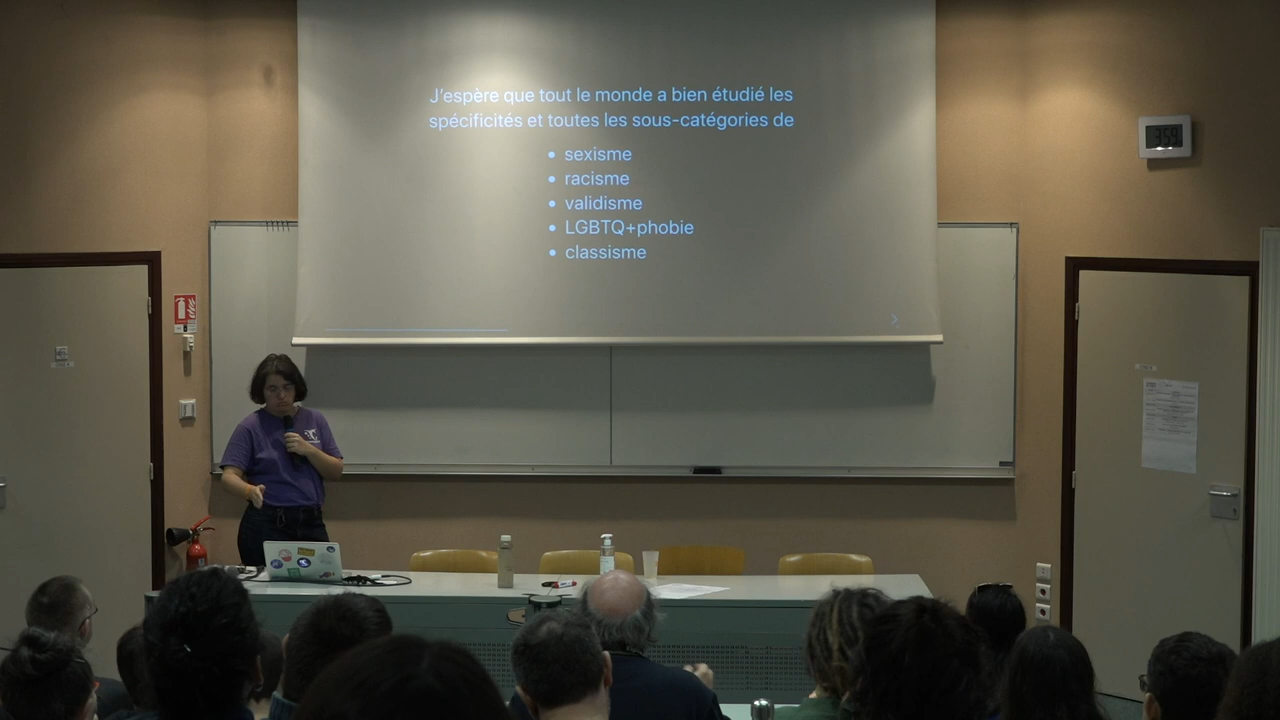 J'espère que tout le monde a bien étudié les
spécificités et toutes les sous-catégories de
• sexisme
• racisme
• validisme
• LGBTQ+phobie
• classisme
359